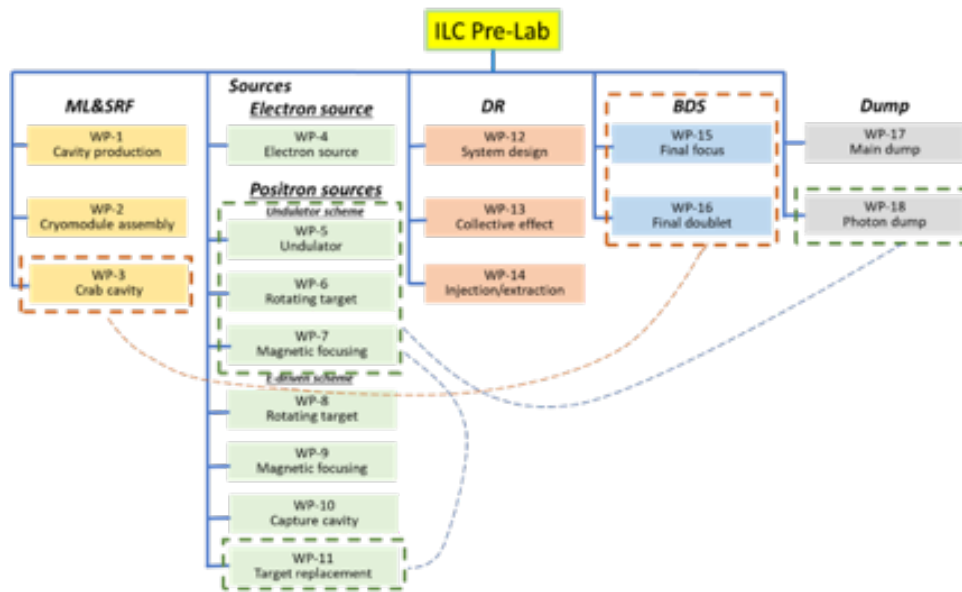 ILC Pre-Lab
ML&SRF
WP-1
Cavity production
WP-2
Cryomodule assembly
WP-3
Crab cavity
Sources
Electron source
WP-4
Electron source
Positron sources
Undulator scheme
WP-5
Undulator
WP-6
Rotating target
WP-7
Magnetic focusing
E-driven scheme
WP-8
Rotating target
WP-9
Magnetic focusing
WP-10
Capture cavity
WP-11
Target replacement
DR
WP-12
System design
WP-13
Collective effect
WP-14
Injection/extraction
BDS
WP-15
Final focus
WP-16
Final doublet
Dump
WP-17
Main dump
WP-18
Photon dump